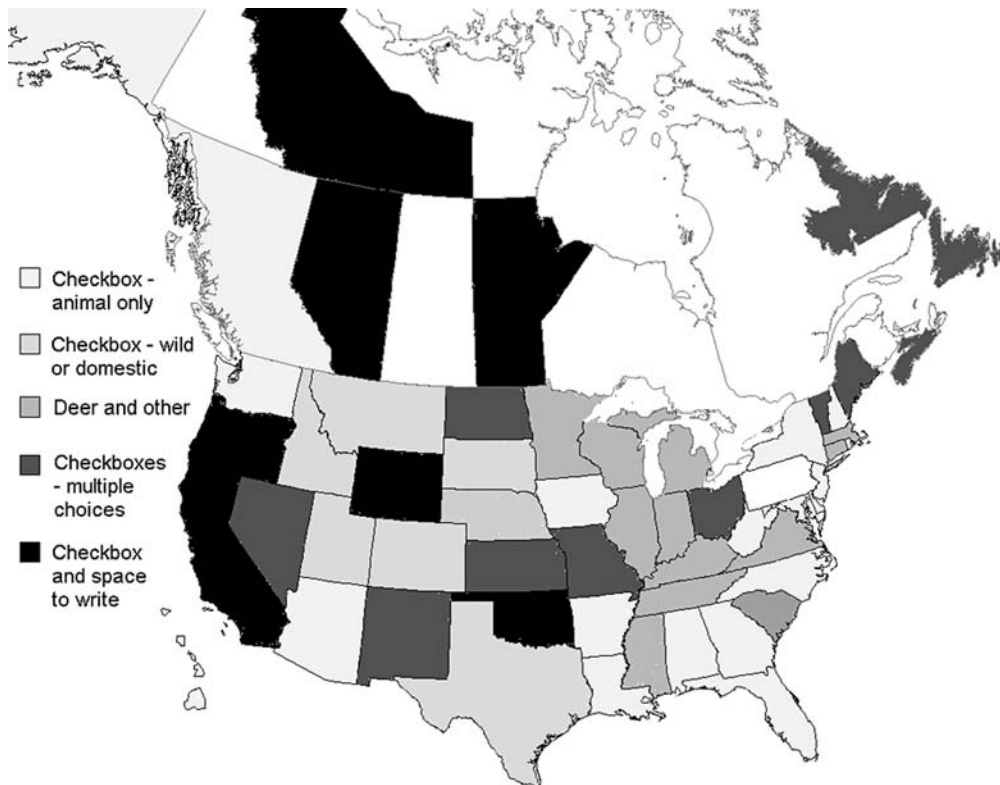 Checkbox -
animal only
Checkbox - wild
or domestic
Deer and other
Checkboxes
- multiple
choices
Checkbox
and space
to write